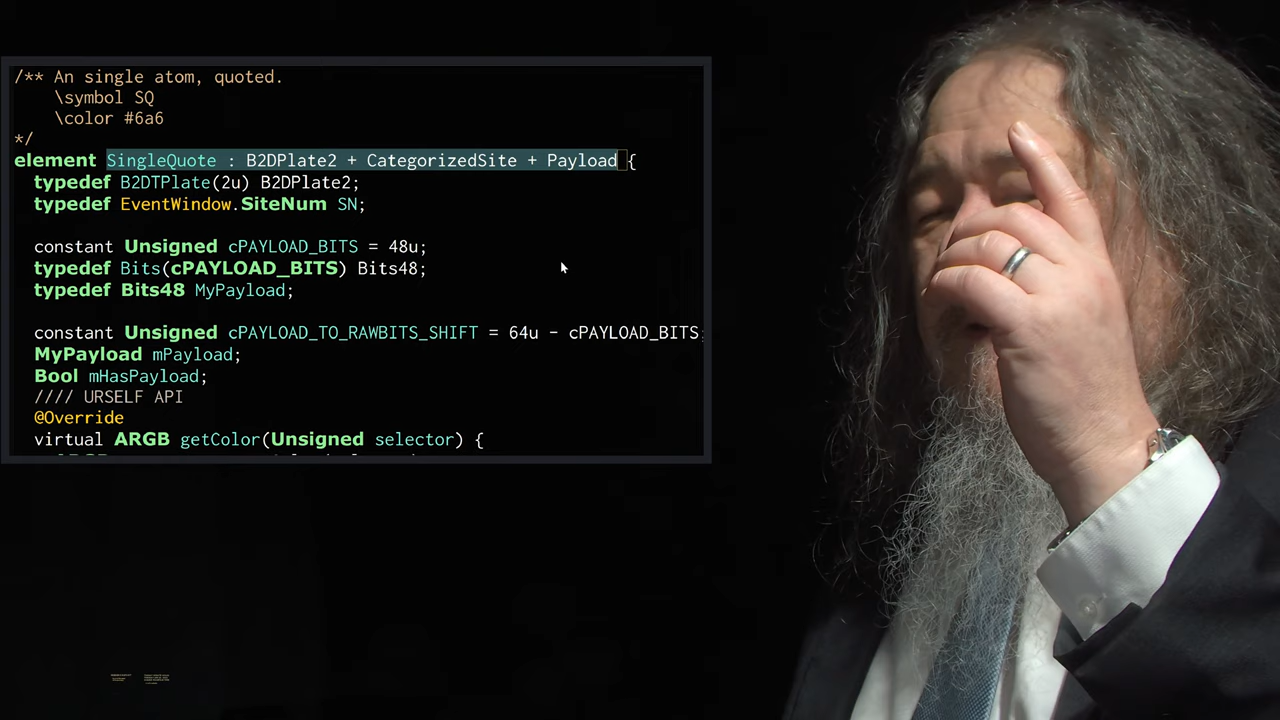 /** An single atom, quoted.
\symbol SQ
\color #6a6
*/
element SingleQuote : B2DPlate2 + CategorizedSite + Payload {
typedef B2DTPlate(2u) B2DPlate2;
typedef EventWindow.SiteNum SN;
constant Unsigned cPAYLOAD_BITS = 48u;
typedef Bits(cPAYLOAD_BITS) Bits48;
typedef Bits48 MyPayload;
constant Unsigned cPAYLOAD_TO_RAWBITS_SHIFT = 64u - cPAYLOAD_BITS;
MyPayload mPayload;
Bool mHasPayload;
//// URSELF API
@Override
virtual ARGB getColor(Unsigned selector) {